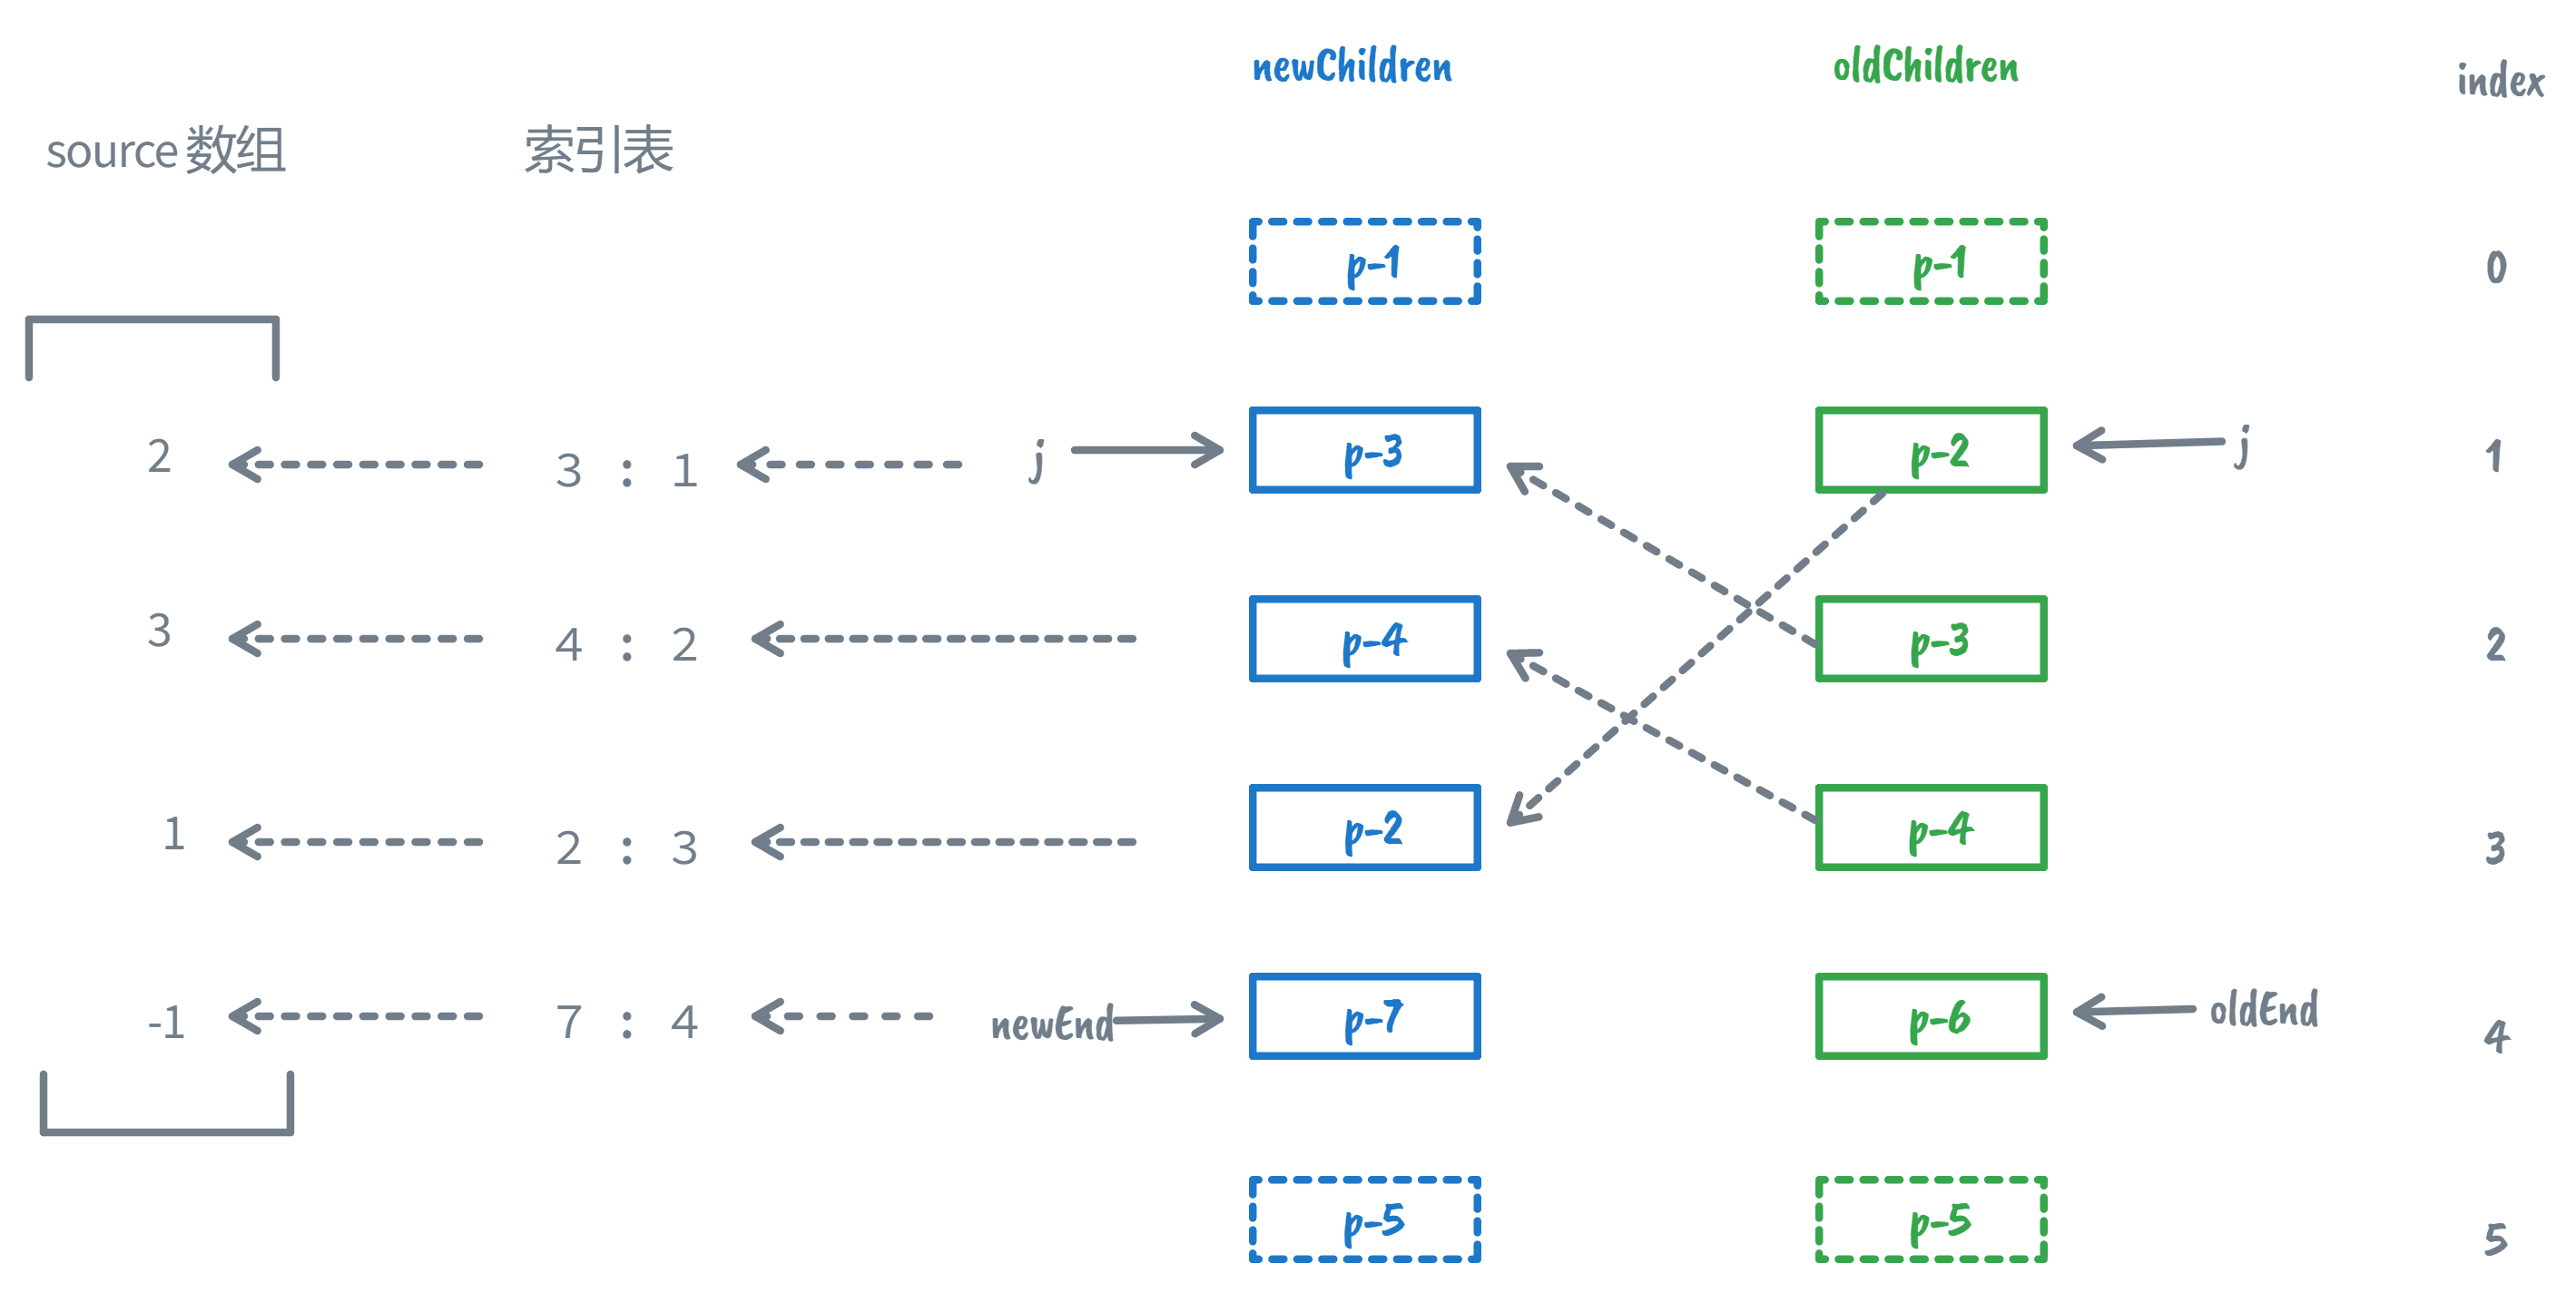 newChildren oldChildren index
source 数组 索引表
p-1 p-1 0
2 3 : 1 j p-3 p-2 j 1
3 4 : 2 p-4 p-3 2
1 2 : 3 p-2 p-4 3
-1 7 : 4 newEnd p-7 p-6 oldEnd 4
p-5 p-5 5